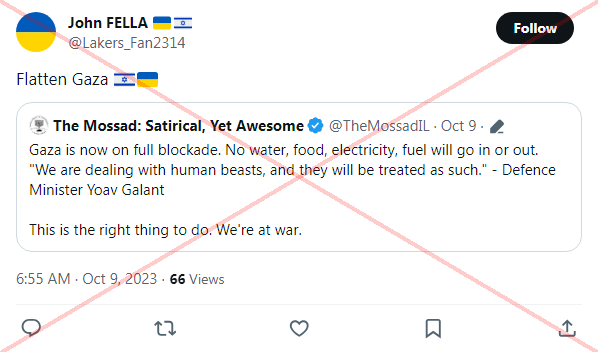 John FELLA 🇺🇦🇮🇱
@Lakers_Fan2314
Follow
Flatten Gaza 🇮🇱🇺🇦
The Mossad: Satirical, Yet Awesome @TheMossadIL · Oct 9 ·
Gaza is now on full blockade. No water, food, electricity, fuel will go in or out.
"We are dealing with human beasts, and they will be treated as such." - Defence
Minister Yoav Galant
This is the right thing to do. We're at war.
6:55 AM · Oct 9, 2023 · 66 Views